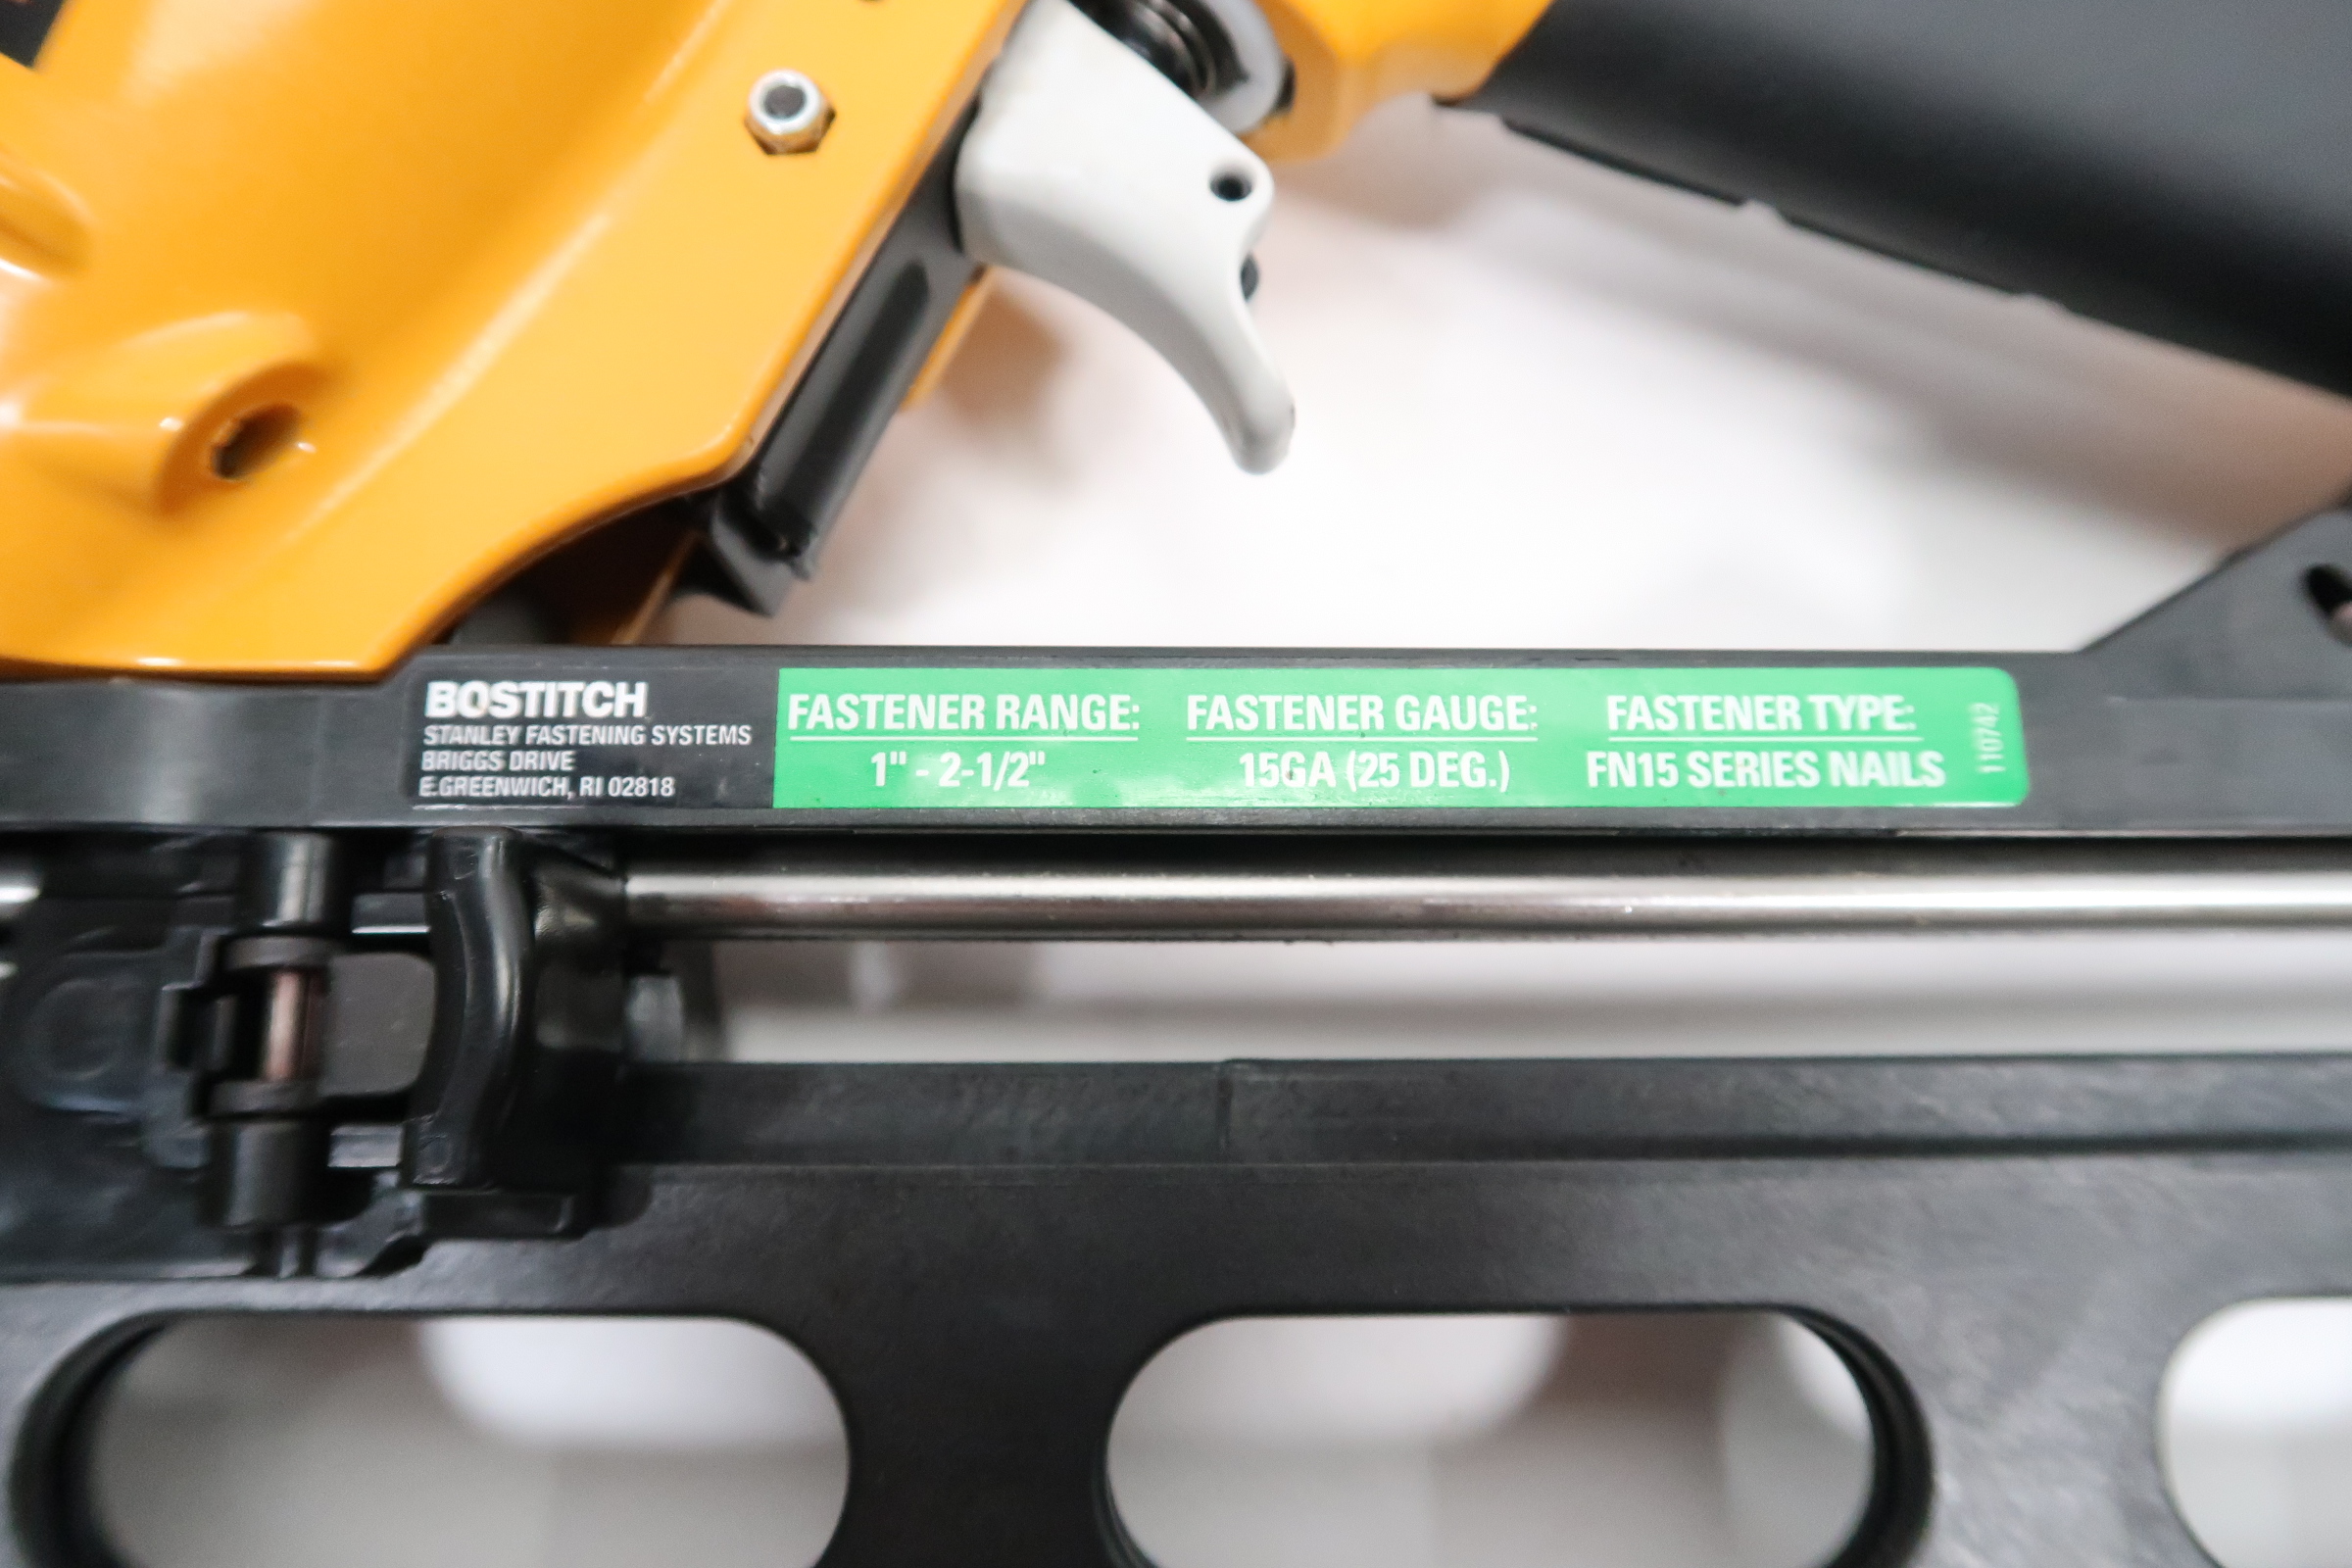 BOSTITCH
STANLEY FASTENING SYSTEMS
BRIGGS DRIVE
E.GREENWICH, RI 02818
FASTENER RANGE:
1" - 2-1/2"
FASTENER GAUGE:
15GA (25 DEG.)
FASTENER TYPE:
FN15 SERIES NAILS
110742